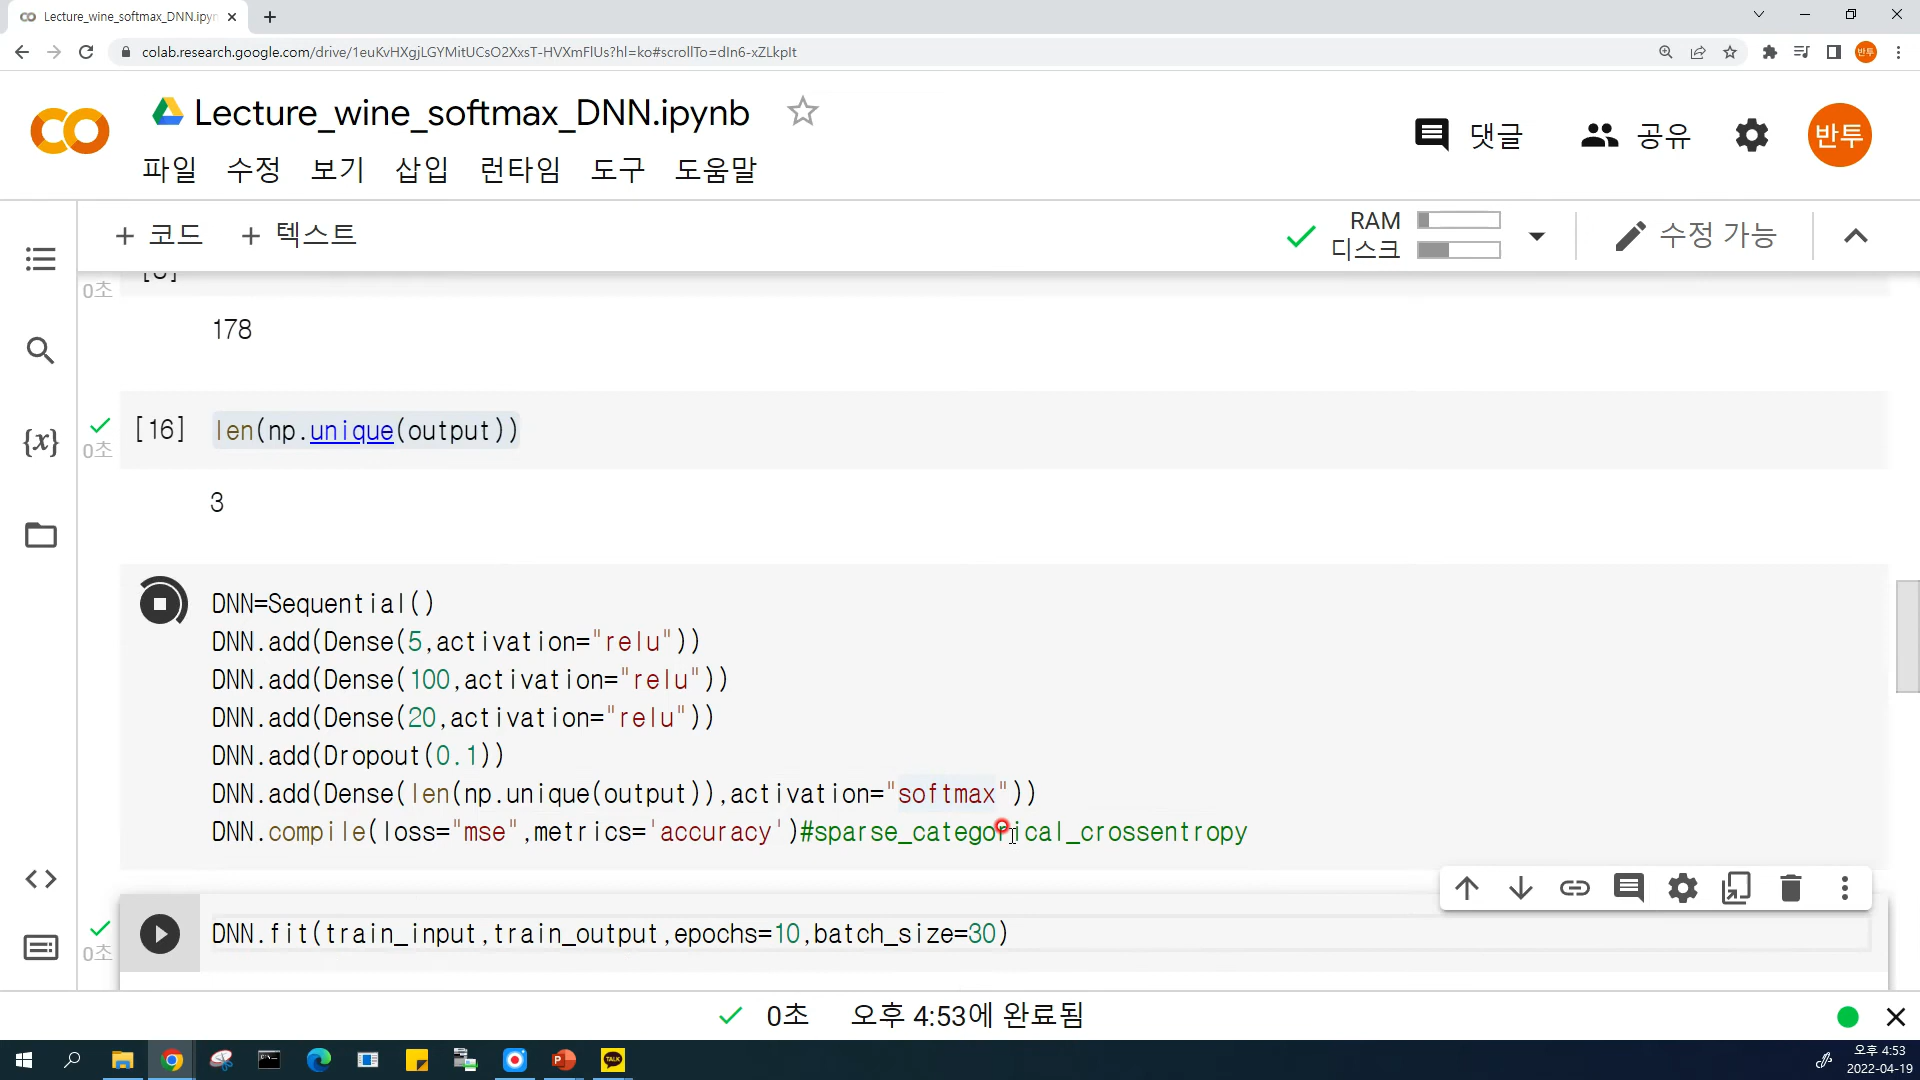 Lecture_wine_softmax_DNN.ipyn
colab.research.google.com/drive/1euKvHXgjLGYMitUCsO2XxsT-HVXmFlUs?hl=ko#scrollTo=dIn6-xZLkpIt
반투
Lecture_wine_softmax_DNN.ipynb
댓글
공유
반투
파일 수정 보기 삽입 런타임 도구 도움말
+ 코드 + 텍스트
RAM
디스크
수정 가능
0초
178
[16] len(np.unique(output))
0초
3
DNN=Sequential()
DNN.add(Dense(5,activation="relu"))
DNN.add(Dense(100,activation="relu"))
DNN.add(Dense(20,activation="relu"))
DNN.add(Dropout(0.1))
DNN.add(Dense(len(np.unique(output)),activation="softmax"))
DNN.compile(loss="mse",metrics='accuracy')#sparse_categorical_crossentropy
DNN.fit(train_input,train_output,epochs=10,batch_size=30)
0초
0초 오후 4:53에 완료됨
TALK
오후 4:53
2022-04-19